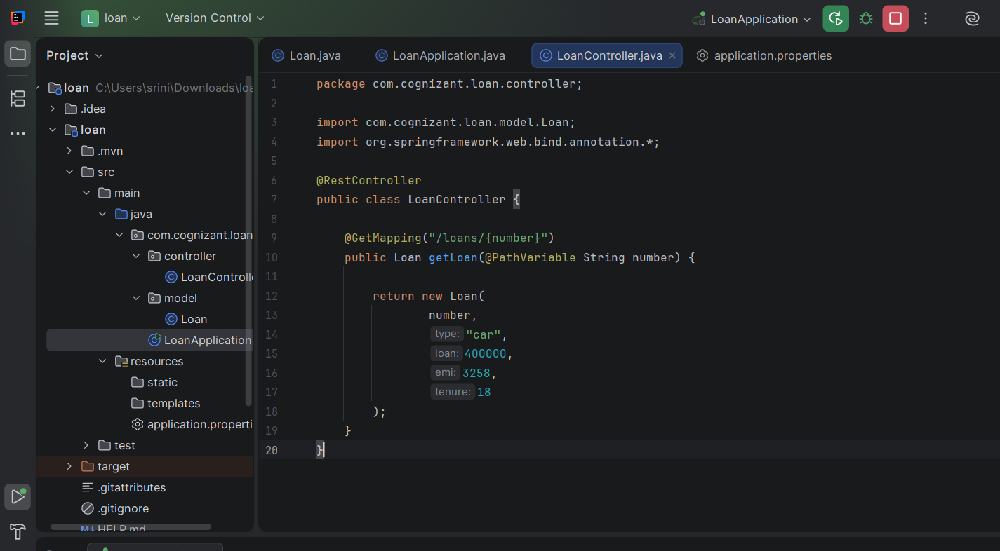 L loan Version Control LoanApplication
Project
Loan.java LoanApplication.java LoanController.java application.properties
loan C:\Users\srini\Downloads\loa
.idea
loan
.mvn
src
main
java
com.cognizant.loan
controller
LoanControlle
model
Loan
LoanApplication
resources
static
templates
application.properti
test
target
.gitattributes
.gitignore
M↓ HELP.md
1 package com.cognizant.loan.controller;
2
3 import com.cognizant.loan.model.Loan;
4 import org.springframework.web.bind.annotation.*;
5
6 @RestController
7 public class LoanController {
8
9 @GetMapping("/loans/{number}")
10 public Loan getLoan(@PathVariable String number) {
11
12 return new Loan(
13 number,
14 type: "car",
15 loan: 400000,
16 emi: 3258,
17 tenure: 18
18 );
19 }
20 }